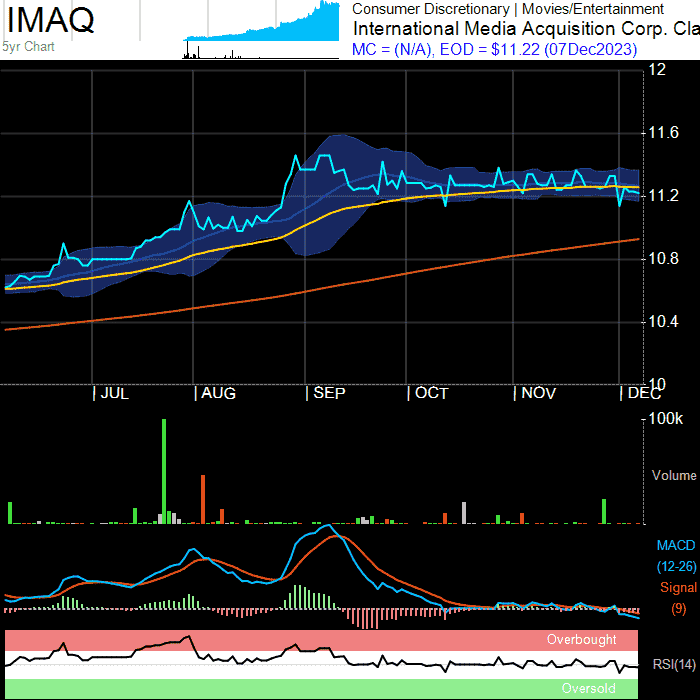 IMAQ
5yr Chart
Consumer Discretionary | Movies/Entertainment
International Media Acquisition Corp. Cla
MC = (N/A), EOD = $11.22 (07Dec2023)
12
11.6
11.2
10.8
10.4
10
JUL AUG SEP OCT NOV DEC
100k
Volume
MACD
(12-26)
Signal
(9)
Overbought
RSI(14)
Oversold